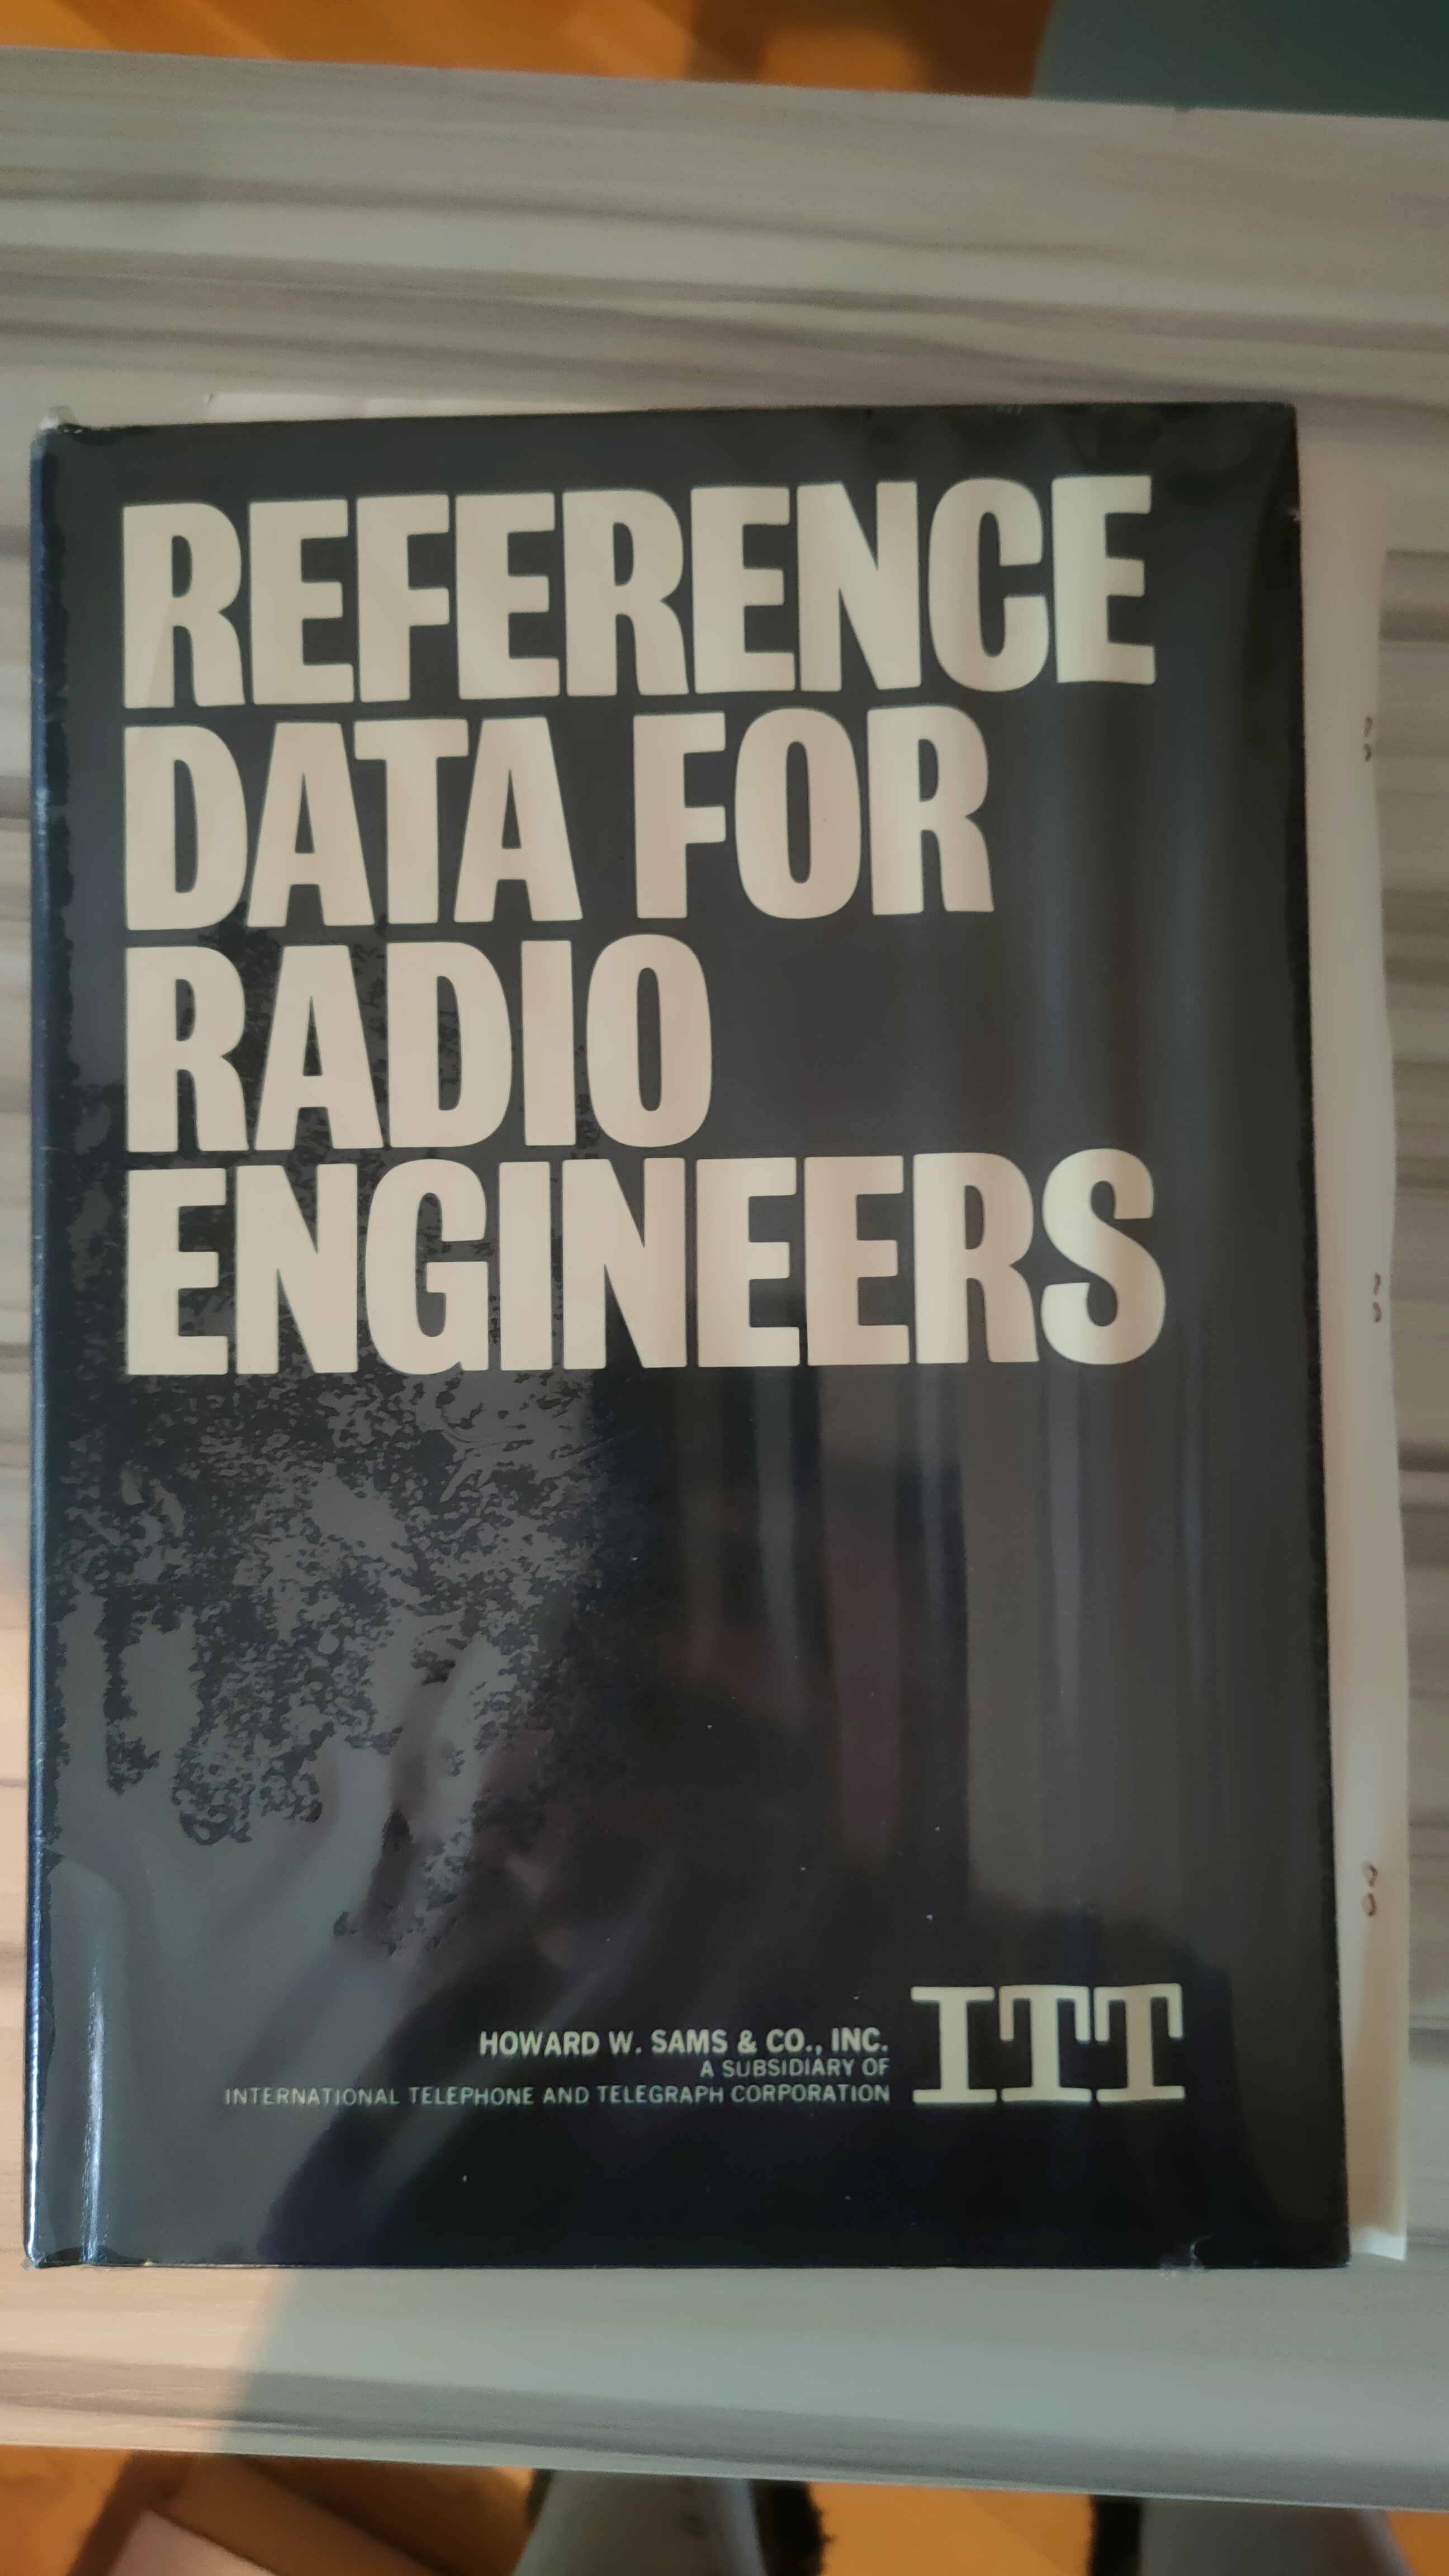 REFERENCE
DATA FOR
RADIO
ENGINEERS
HOWARD W. SAMS & CO., INC.
A SUBSIDIARY OF
INTERNATIONAL TELEPHONE AND TELEGRAPH CORPORATION
ITT